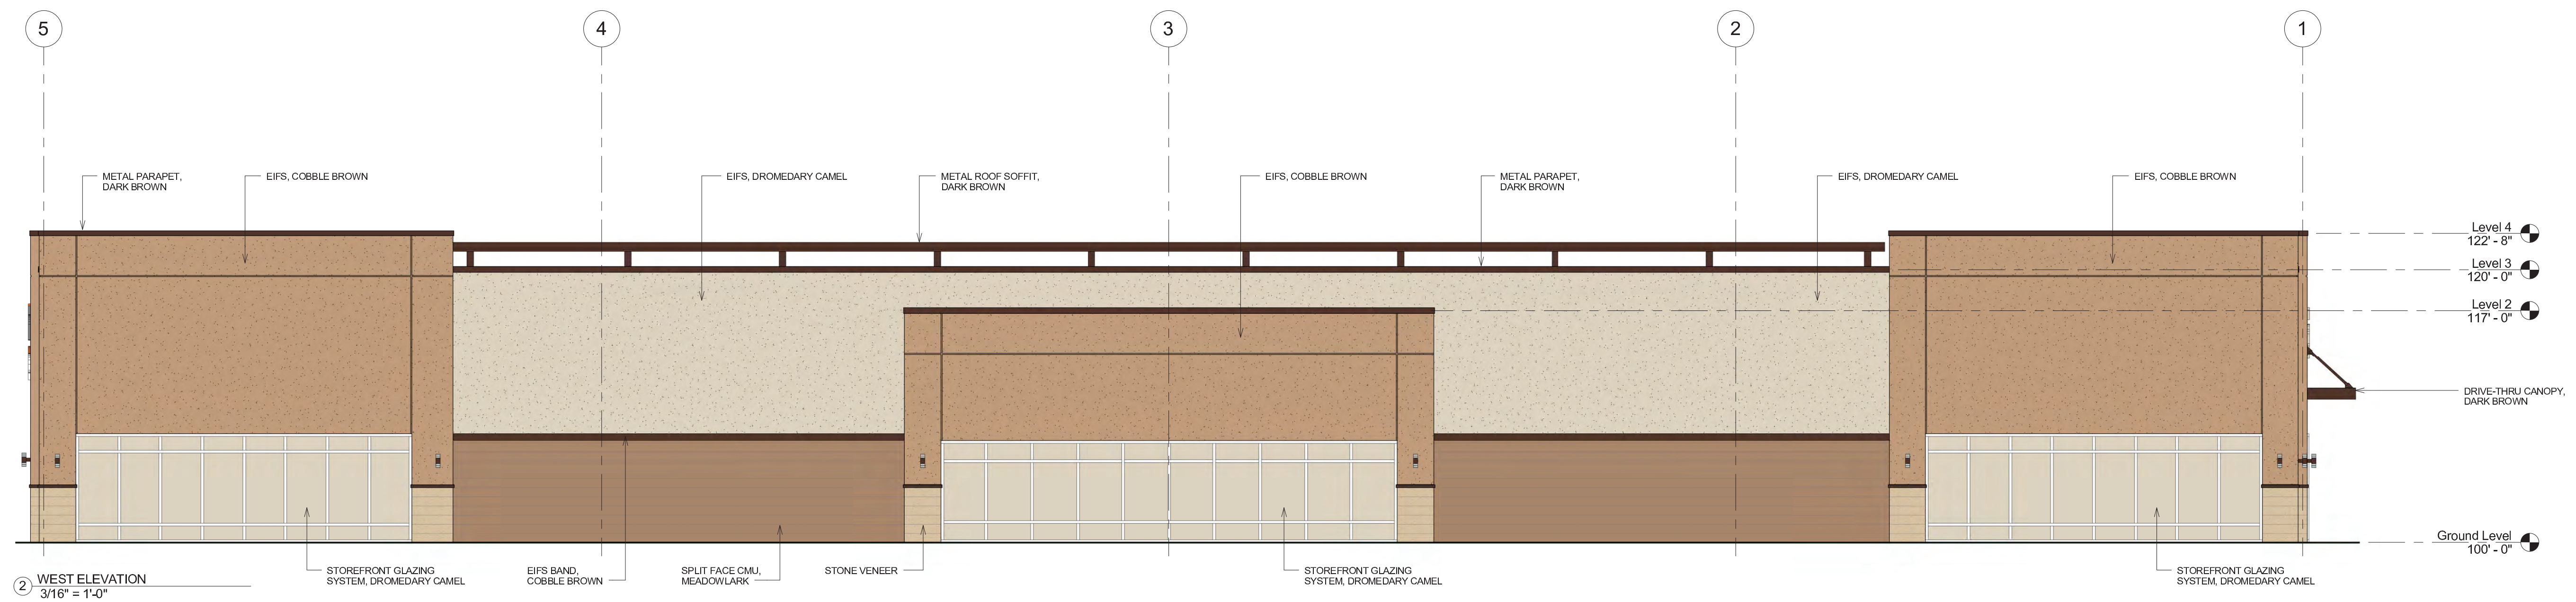 5
4
3
2
1
METAL PARAPET,
DARK BROWN
EIFS, COBBLE BROWN
EIFS, DROMEDARY CAMEL
METAL ROOF SOFFIT,
DARK BROWN
EIFS, COBBLE BROWN
METAL PARAPET,
DARK BROWN
EIFS, DROMEDARY CAMEL
EIFS, COBBLE BROWN
Level 4
122' - 8"
Level 3
120' - 0"
Level 2
117' - 0"
DRIVE-THRU CANOPY,
DARK BROWN
Ground Level
100' - 0"
STOREFRONT GLAZING
SYSTEM, DROMEDARY CAMEL
EIFS BAND,
COBBLE BROWN
SPLIT FACE CMU,
MEADOWLARK
STONE VENEER
STOREFRONT GLAZING
SYSTEM, DROMEDARY CAMEL
STOREFRONT GLAZING
SYSTEM, DROMEDARY CAMEL
2 WEST ELEVATION
3/16" = 1'-0"